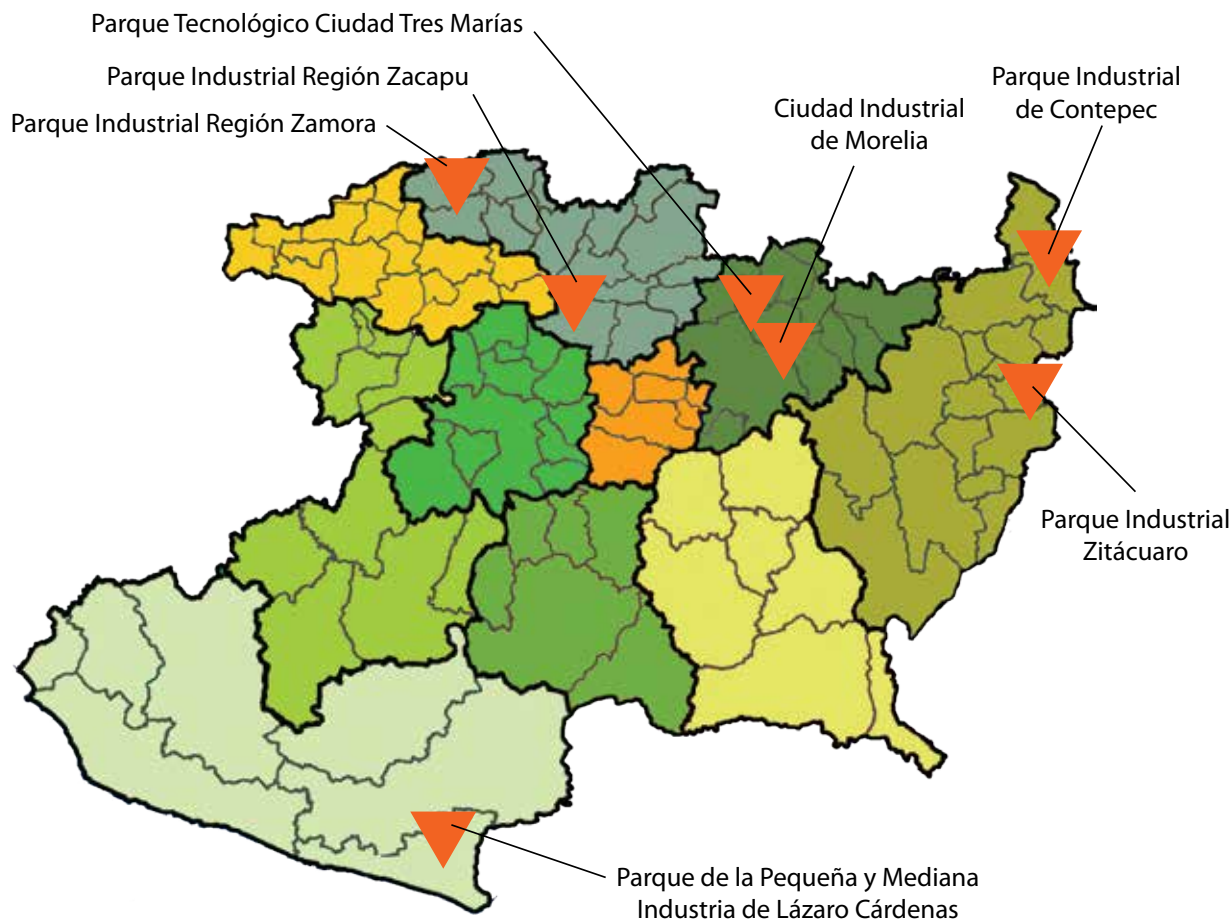 Parque Tecnológico Ciudad Tres Marías
Parque Industrial Región Zacapu
Parque Industrial Región Zamora
Ciudad Industrial
de Morelia
Parque Industrial
de Contepec
Parque Industrial
Zitácuaro
Parque de la Pequeña y Mediana
Industria de Lázaro Cárdenas